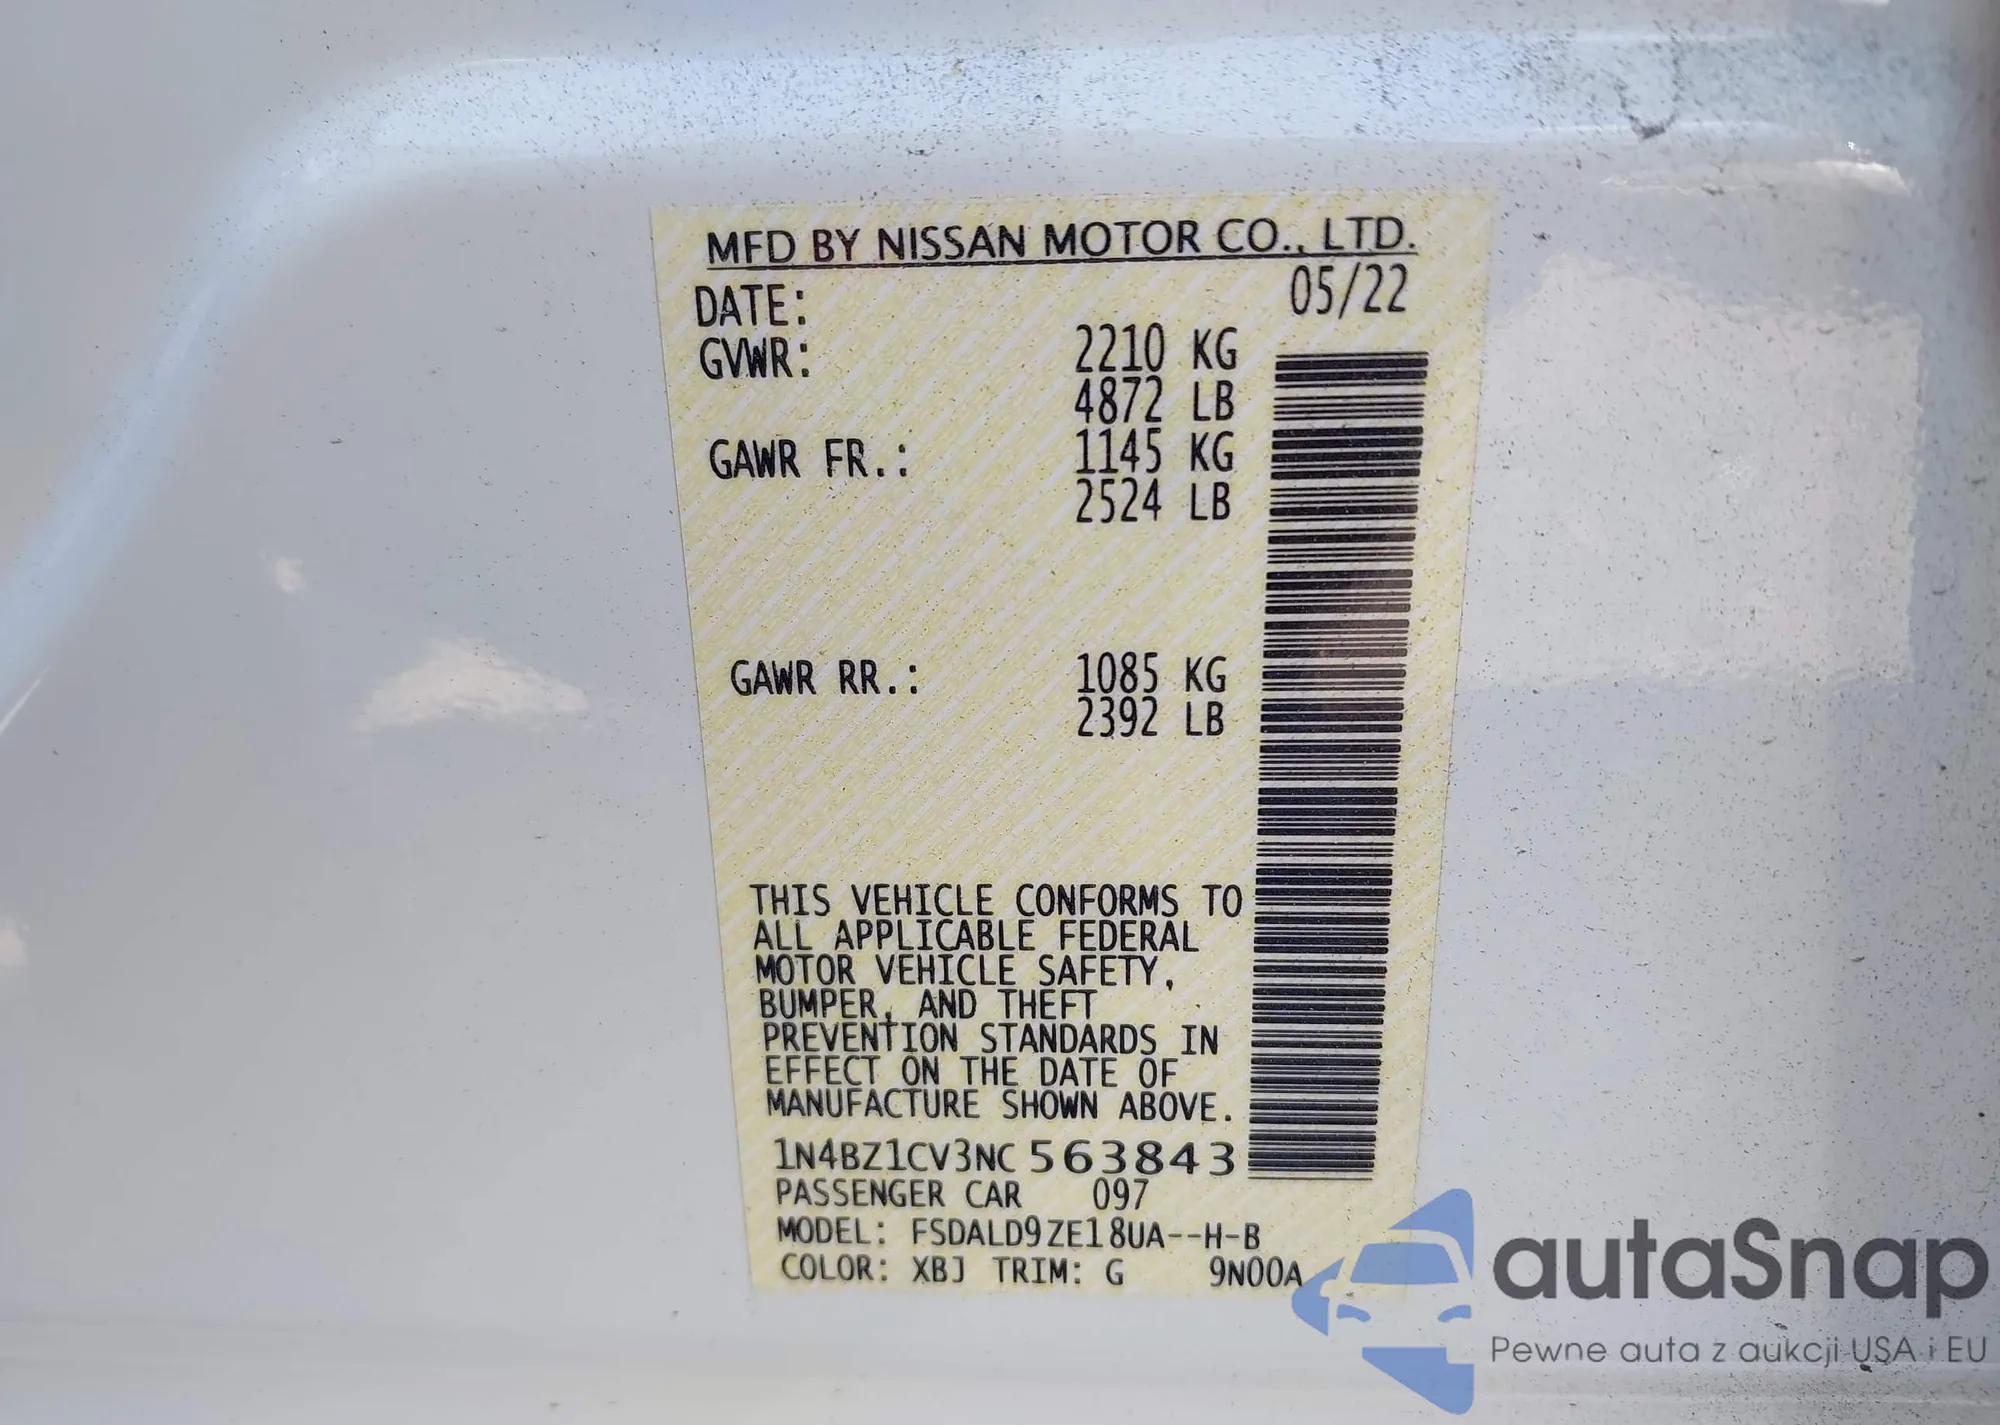 MFD BY NISSAN MOTOR CO., LTD.
DATE: 05/22
GVWR: 2210 KG
4872 LB
GAWR FR.: 1145 KG
2524 LB
GAWR RR.: 1085 KG
2392 LB
THIS VEHICLE CONFORMS TO
ALL APPLICABLE FEDERAL
MOTOR VEHICLE SAFETY,
BUMPER, AND THEFT
PREVENTION STANDARDS IN
EFFECT ON THE DATE OF
MANUFACTURE SHOWN ABOVE.
1N4BZ1CV3NC563843
PASSENGER CAR 097
MODEL: FSDALD9ZE18UA--H-B
COLOR: XBJ TRIM: G 9N00A
autaSnap
Pewne auta z aukcji USA i EU